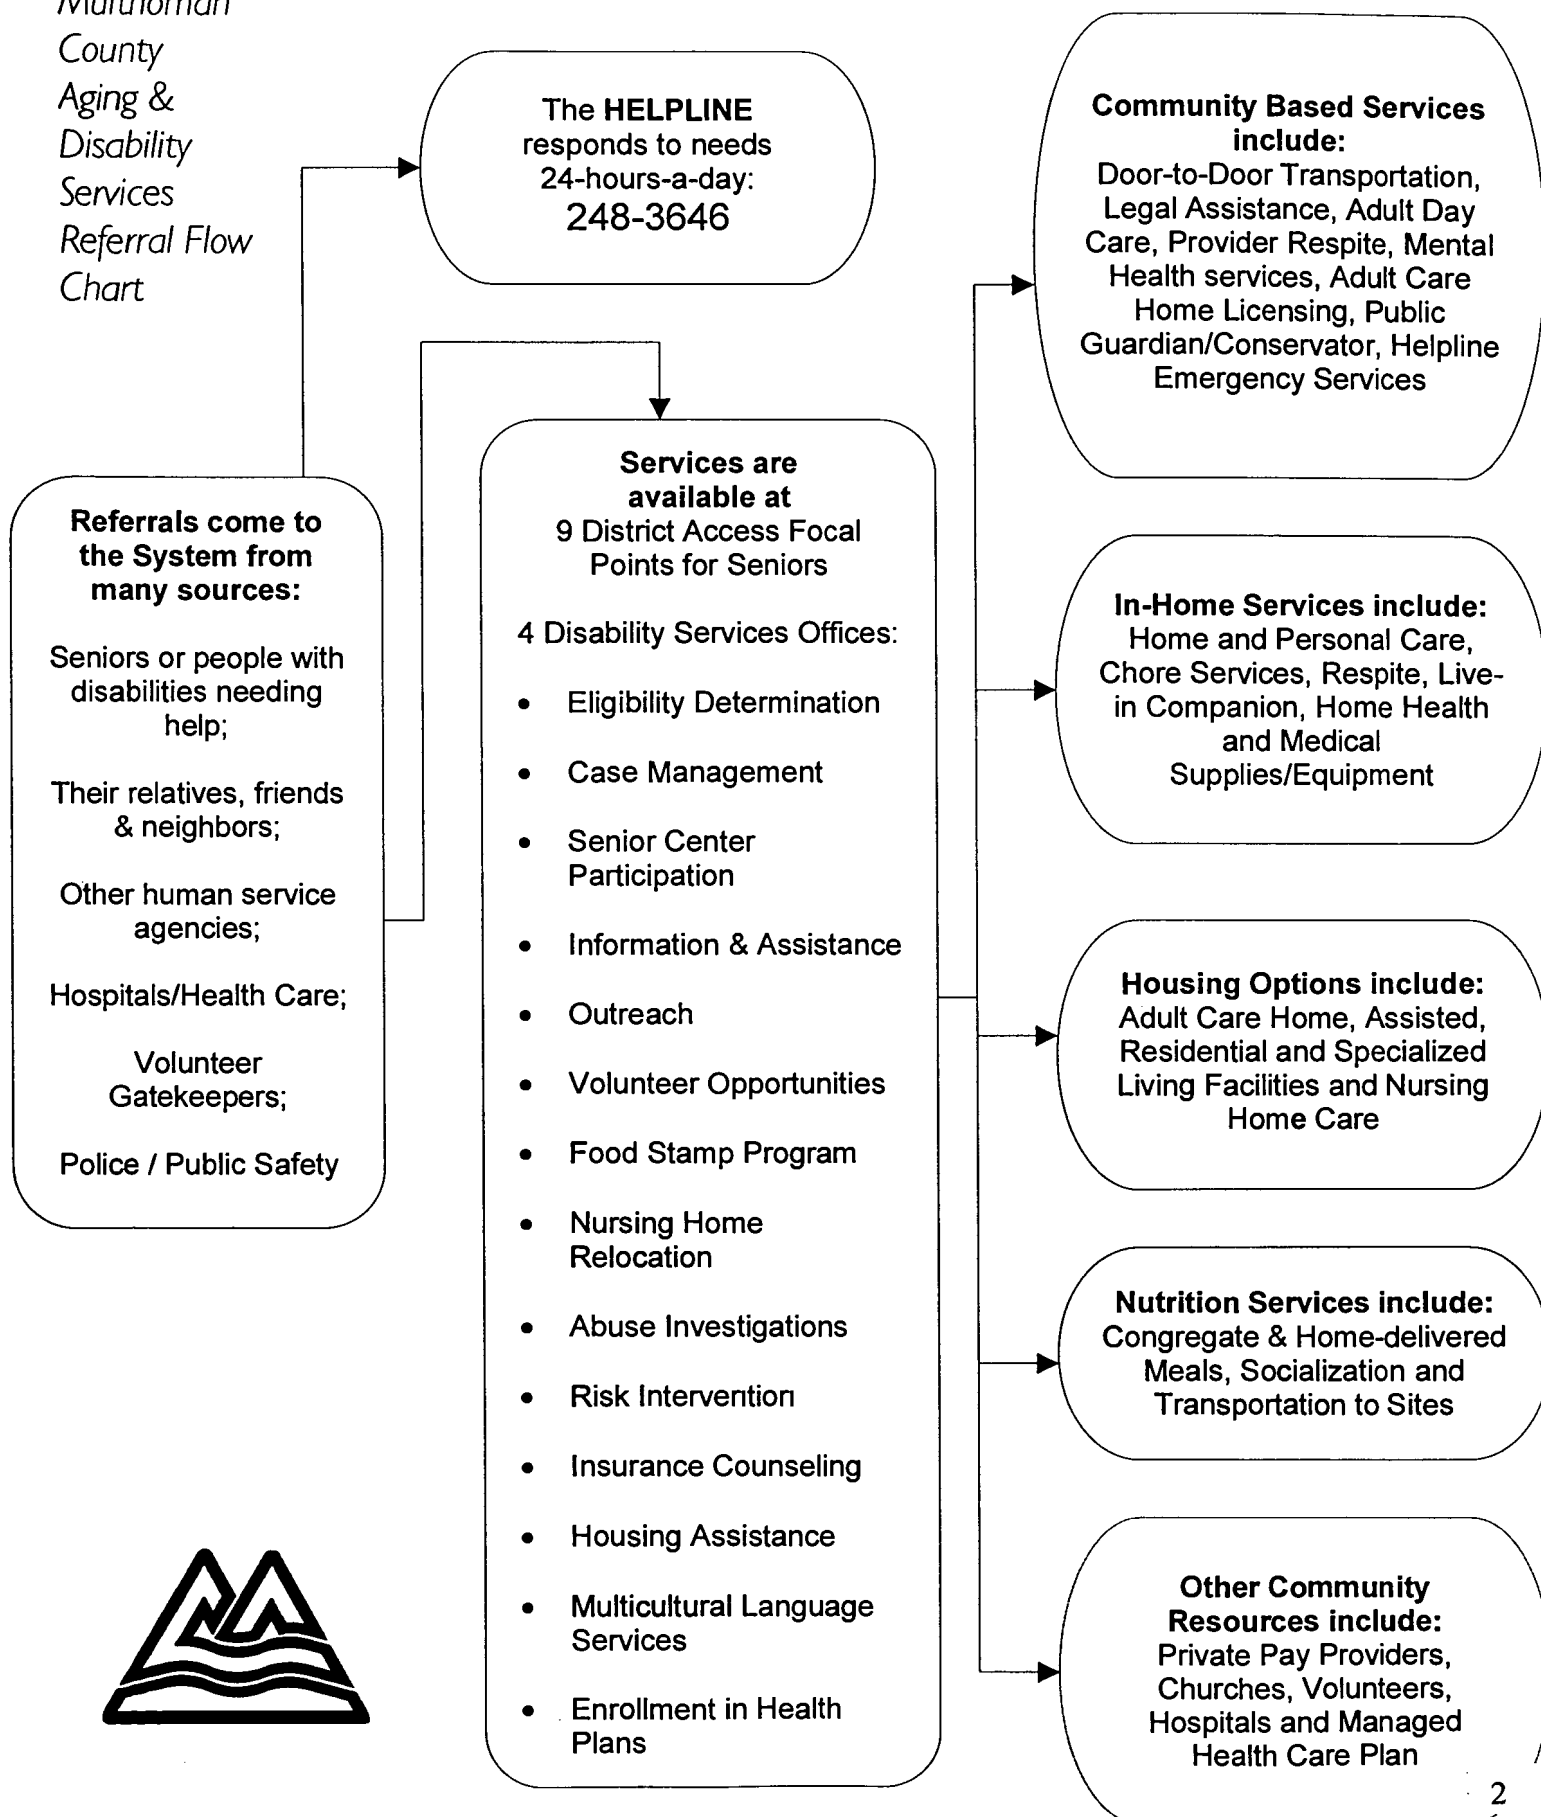 Multnomah
County
Aging &
Disability
Services
Referral Flow
Chart
The HELPLINE
responds to needs
24-hours-a-day:
248-3646
Referrals come to
the System from
many sources:
Seniors or people with
disabilities needing
help;
Their relatives, friends
& neighbors;
Other human service
agencies;
Hospitals/Health Care;
Volunteer
Gatekeepers;
Police / Public Safety
Services are
available at
9 District Access Focal
Points for Seniors
4 Disability Services Offices:
• Eligibility Determination
• Case Management
• Senior Center
Participation
• Information & Assistance
• Outreach
• Volunteer Opportunities
• Food Stamp Program
• Nursing Home
Relocation
• Abuse Investigations
• Risk Intervention
• Insurance Counseling
• Housing Assistance
• Multicultural Language
Services
• Enrollment in Health
Plans
Community Based Services
include:
Door-to-Door Transportation,
Legal Assistance, Adult Day
Care, Provider Respite, Mental
Health services, Adult Care
Home Licensing, Public
Guardian/Conservator, Helpline
Emergency Services
In-Home Services include:
Home and Personal Care,
Chore Services, Respite, Live-
in Companion, Home Health
and Medical
Supplies/Equipment
Housing Options include:
Adult Care Home, Assisted,
Residential and Specialized
Living Facilities and Nursing
Home Care
Nutrition Services include:
Congregate & Home-delivered
Meals, Socialization and
Transportation to Sites
Other Community
Resources include:
Private Pay Providers,
Churches, Volunteers,
Hospitals and Managed
Health Care Plan
2